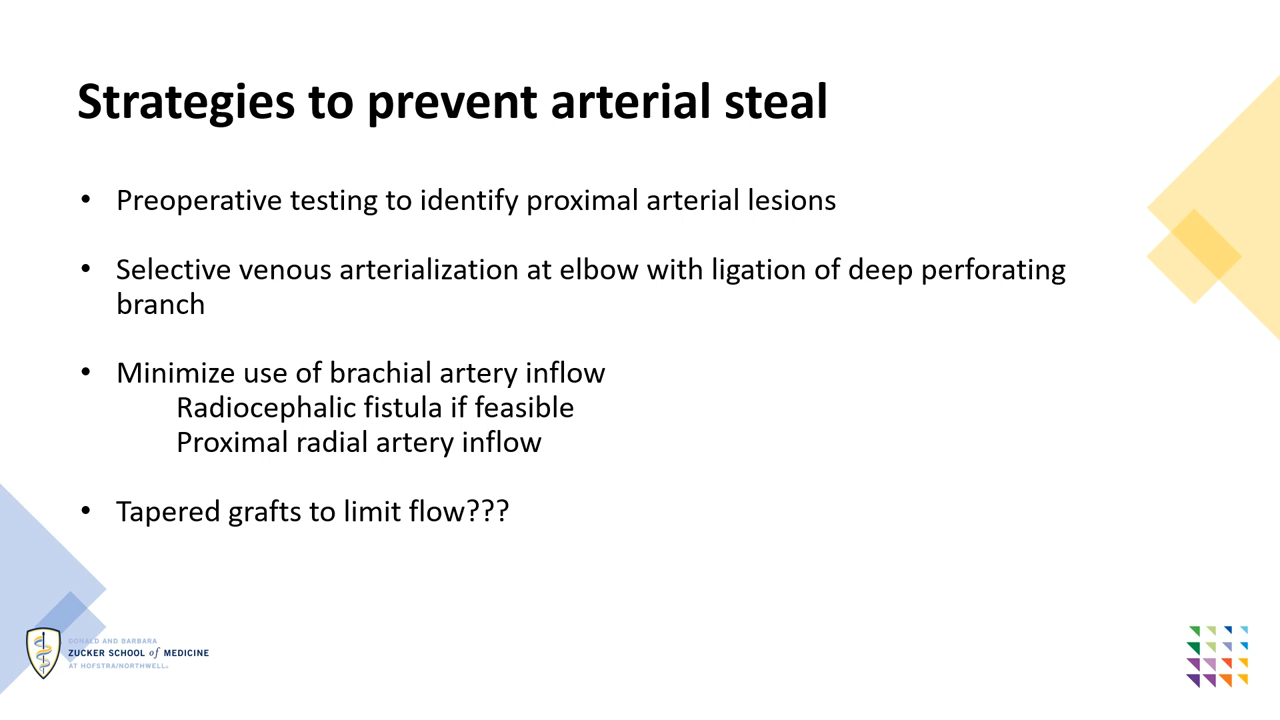 Strategies to prevent arterial steal
• Preoperative testing to identify proximal arterial lesions
• Selective venous arterialization at elbow with ligation of deep perforating
branch
• Minimize use of brachial artery inflow
Radiocephalic fistula if feasible
Proximal radial artery inflow
• Tapered grafts to limit flow???
DONALD AND BARBARA
ZUCKER SCHOOL of MEDICINE
AT HOFSTRA/NORTHWELL